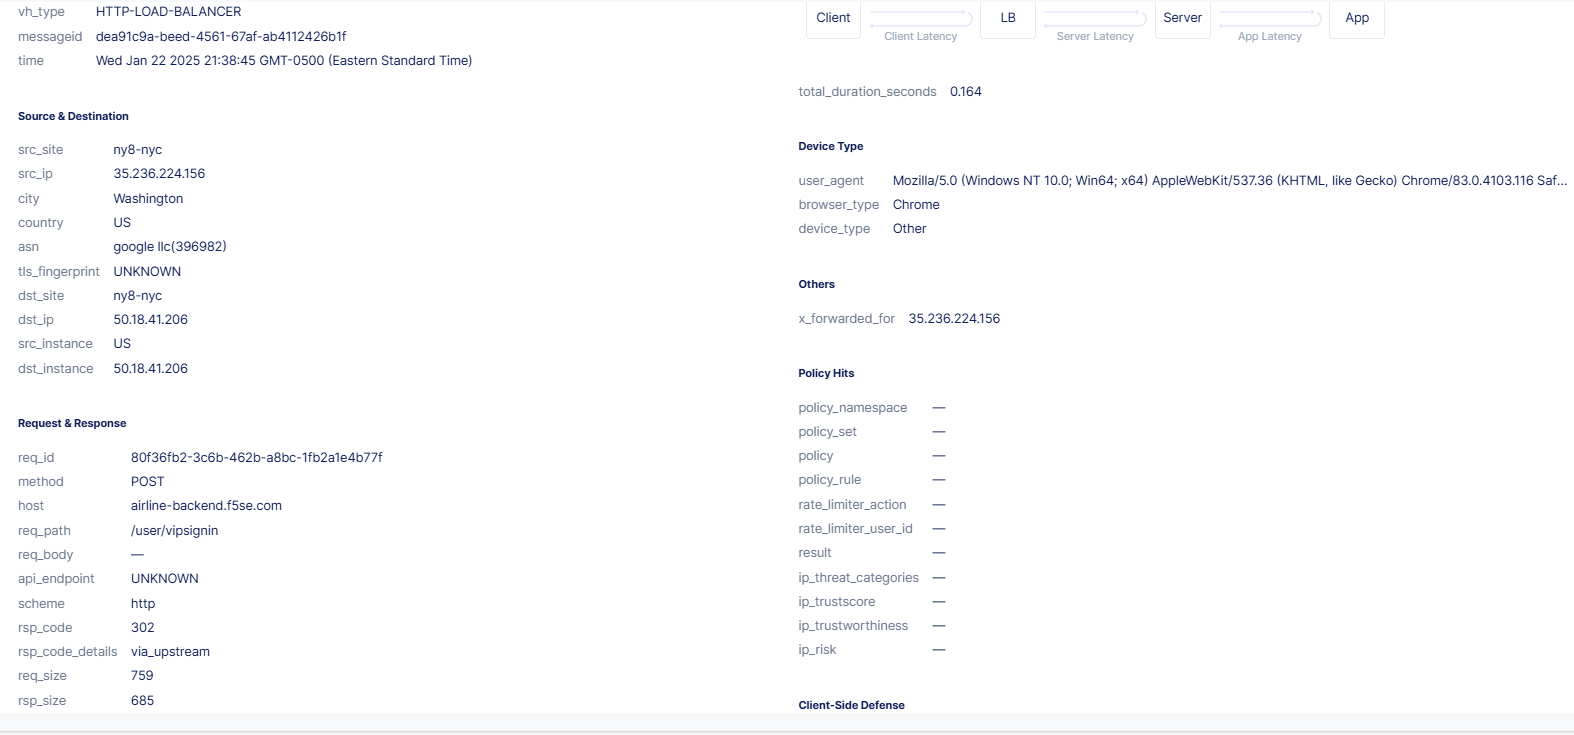 vh_type HTTP-LOAD-BALANCER
messageid dea91c9a-beed-4561-67af-ab4112426b1f
time Wed Jan 22 2025 21:38:45 GMT-0500 (Eastern Standard Time)
Source & Destination
src_site ny8-nyc
src_ip 35.236.224.156
city Washington
country US
asn google llc(396982)
tls_fingerprint UNKNOWN
dst_site ny8-nyc
dst_ip 50.18.41.206
src_instance US
dst_instance 50.18.41.206
Request & Response
req_id 80f36fb2-3c6b-462b-a8bc-1fb2a1e4b77f
method POST
host airline-backend.f5se.com
req_path /user/vipsignin
req_body —
api_endpoint UNKNOWN
scheme http
rsp_code 302
rsp_code_details via_upstream
req_size 759
rsp_size 685
Client LB Server App
Client Latency Server Latency App Latency
total_duration_seconds 0.164
Device Type
user_agent Mozilla/5.0 (Windows NT 10.0; Win64; x64) AppleWebKit/537.36 (KHTML, like Gecko) Chrome/83.0.4103.116 Saf...
browser_type Chrome
device_type Other
Others
x_forwarded_for 35.236.224.156
Policy Hits
policy_namespace —
policy_set —
policy —
policy_rule —
rate_limiter_action —
rate_limiter_user_id —
result —
ip_threat_categories —
ip_trustscore —
ip_trustworthiness —
ip_risk —
Client-Side Defense